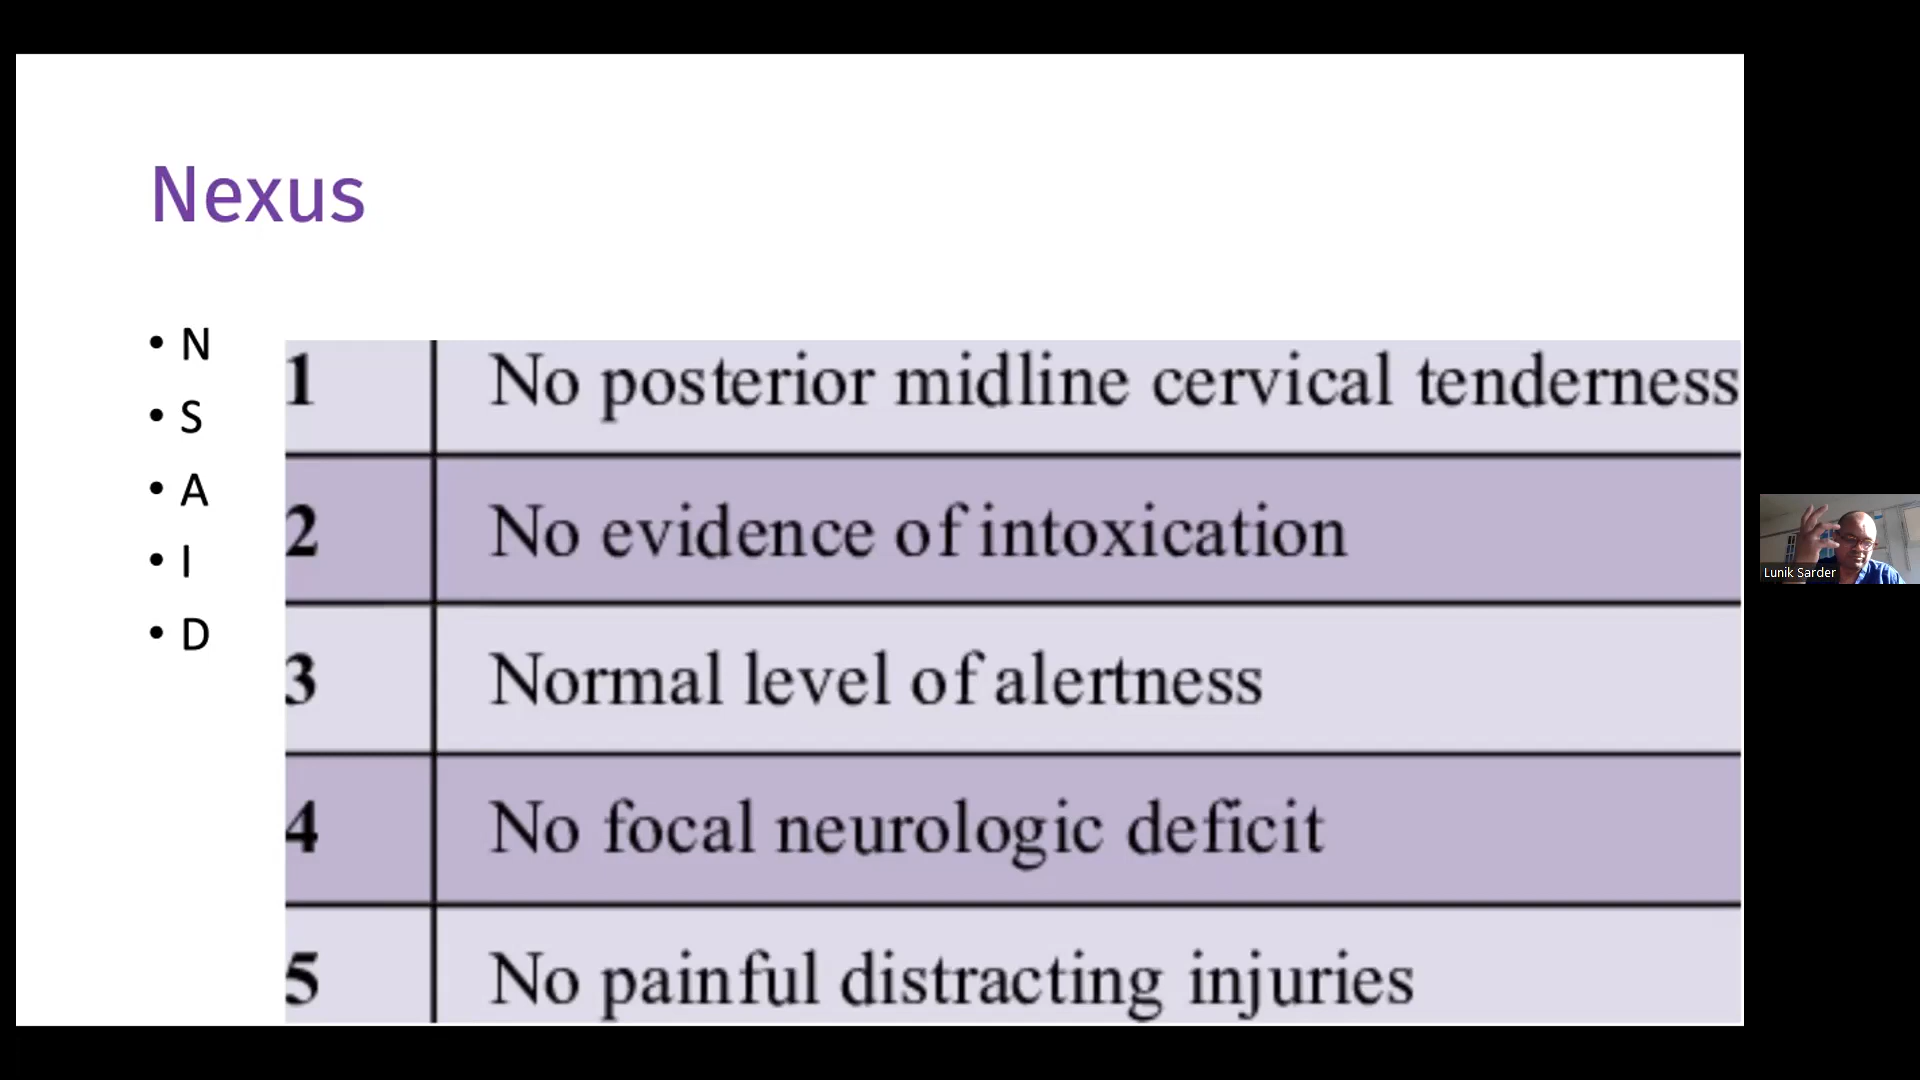 Nexus
• N
• S
• A
• I
• D
1 No posterior midline cervical tenderness
2 No evidence of intoxication
3 Normal level of alertness
4 No focal neurologic deficit
5 No painful distracting injuries
Lunik Sarder